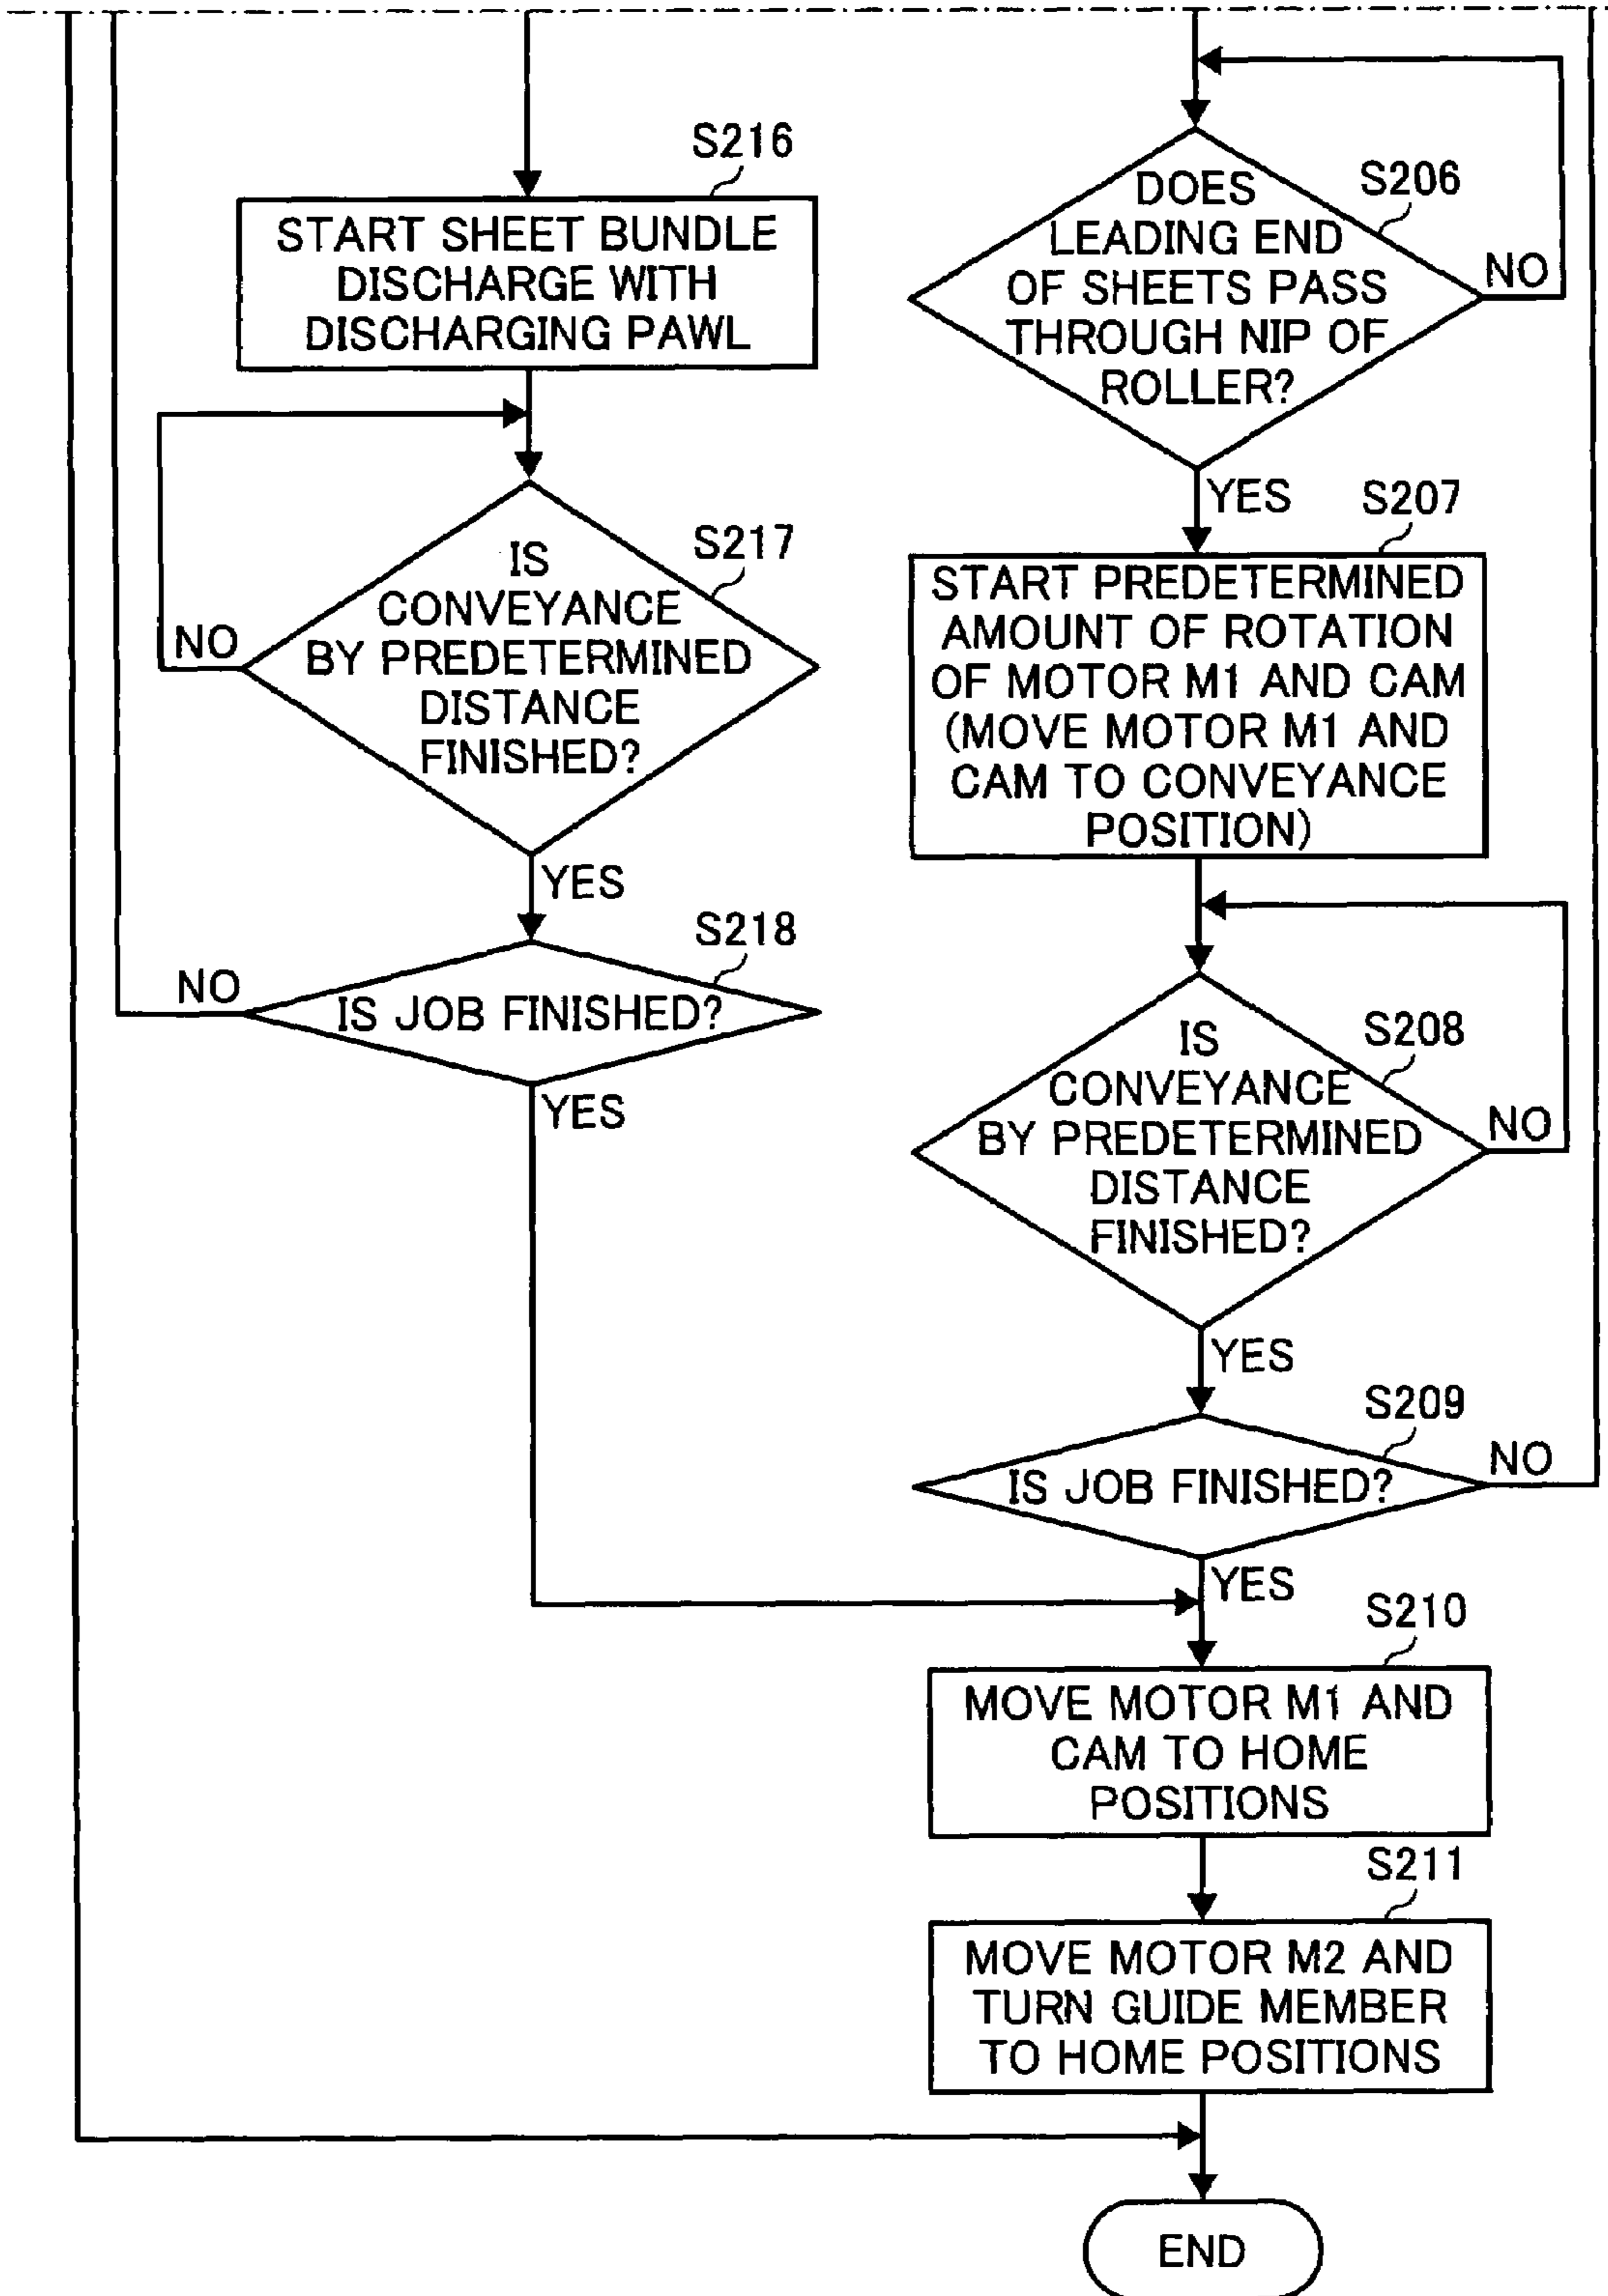 S216
START SHEET BUNDLE
DISCHARGE WITH
DISCHARGING PAWL
S217
IS
CONVEYANCE
BY PREDETERMINED
DISTANCE
FINISHED?
NO
YES
S218
IS JOB FINISHED?
NO
YES
S206
DOES
LEADING END
OF SHEETS PASS
THROUGH NIP OF
ROLLER?
NO
YES
S207
START PREDETERMINED
AMOUNT OF ROTATION
OF MOTOR M1 AND CAM
(MOVE MOTOR M1 AND
CAM TO CONVEYANCE
POSITION)
S208
IS
CONVEYANCE
BY PREDETERMINED
DISTANCE
FINISHED?
NO
YES
S209
IS JOB FINISHED?
NO
YES
S210
MOVE MOTOR M1 AND
CAM TO HOME
POSITIONS
S211
MOVE MOTOR M2 AND
TURN GUIDE MEMBER
TO HOME POSITIONS
END